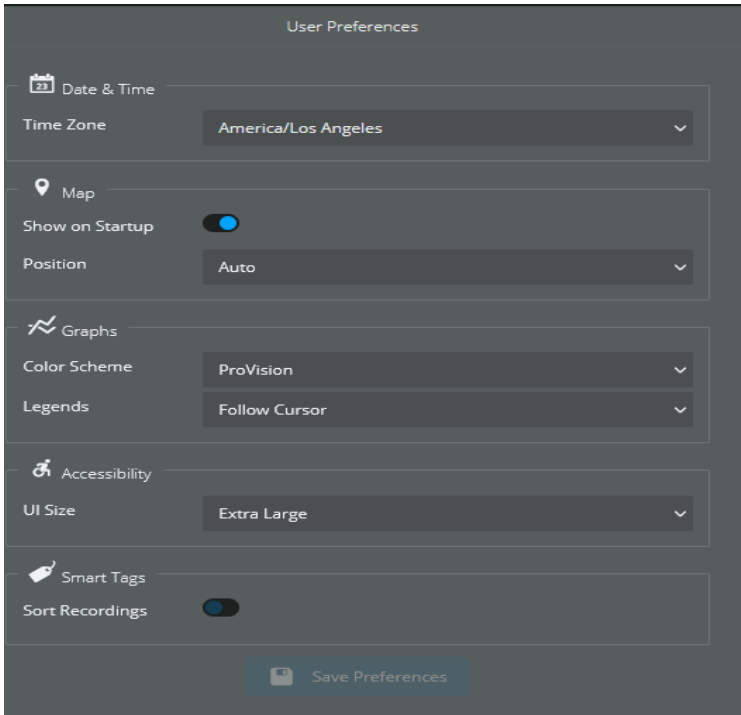 User Preferences
23 Date & Time
Time Zone America/Los Angeles
Map
Show on Startup
Position Auto
Graphs
Color Scheme ProVision
Legends Follow Cursor
Accessibility
UI Size Extra Large
Smart Tags
Sort Recordings
Save Preferences